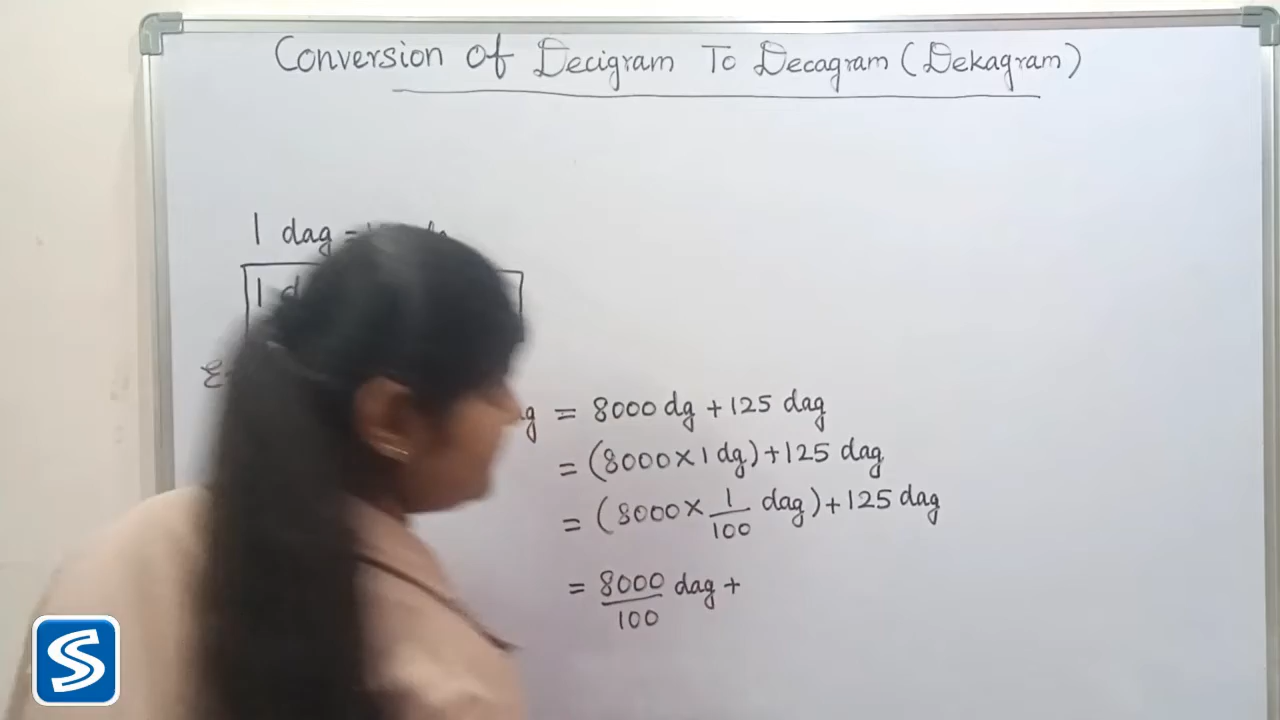 Conversion of Decigram To Decagram (Dekagram)
1 dag =
1 d
= 8000 dg + 125 dag
= (8000 × 1 dg) + 125 dag
= (8000 × 1/100 dag) + 125 dag
= 8000/100 dag +
S